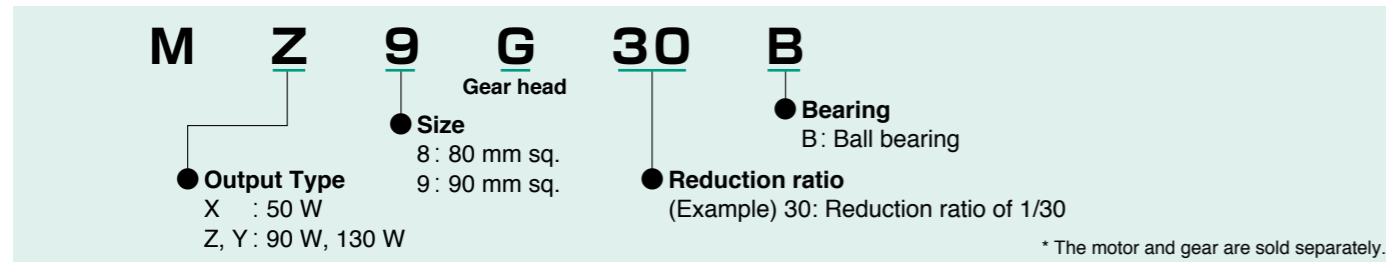 M Z 9 G 30 B
Gear head
Bearing
B: Ball bearing
Size
8: 80 mm sq.
9: 90 mm sq.
Output Type
X : 50 W
Z, Y: 90 W, 130 W
Reduction ratio
(Example) 30: Reduction ratio of 1/30
* The motor and gear are sold separately.